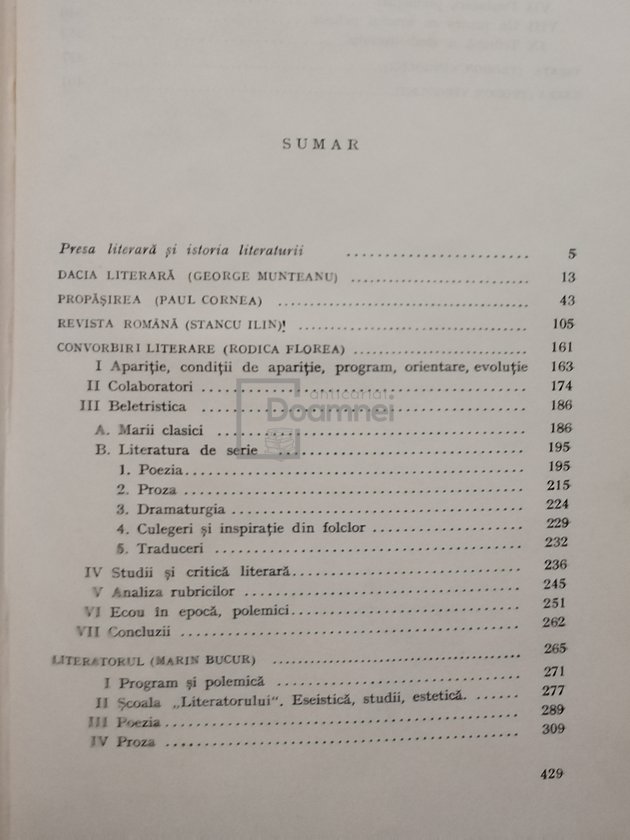 SUMAR
Presa literară și istoria literaturii ........................ 5
DACIA LITERARĂ (GEORGE MUNTEANU) ........................ 13
PROPĂȘIREA (PAUL CORNEA) ........................ 43
REVISTA ROMÂNĂ (STANCU ILIN)! ........................ 105
CONVORBIRI LITERARE (RODICA FLOREA) ........................ 161
I Apariție, condiții de apariție, program, orientare, evoluție 163
II Colaboratori ........................ 174
III Beletristica ........................ 186
A. Marii clasici ........................ 186
B. Literatura de serie ........................ 195
1. Poezia ........................ 195
2. Proza ........................ 215
3. Dramaturgia ........................ 224
4. Culegeri și inspirație din folclor ........................ 229
5. Traduceri ........................ 232
IV Studii și critică literară ........................ 236
V Analiza rubricilor ........................ 245
VI Ecou în epocă, polemici ........................ 251
VII Concluzii ........................ 262
LITERATORUL (MARIN BUCUR) ........................ 265
I Program și polemică ........................ 271
II Școala „Literatorului“. Eseistică, studii, estetică. ...... 277
III Poezia ........................ 289
IV Proza ........................ 309
429
anticariat
Doamnei